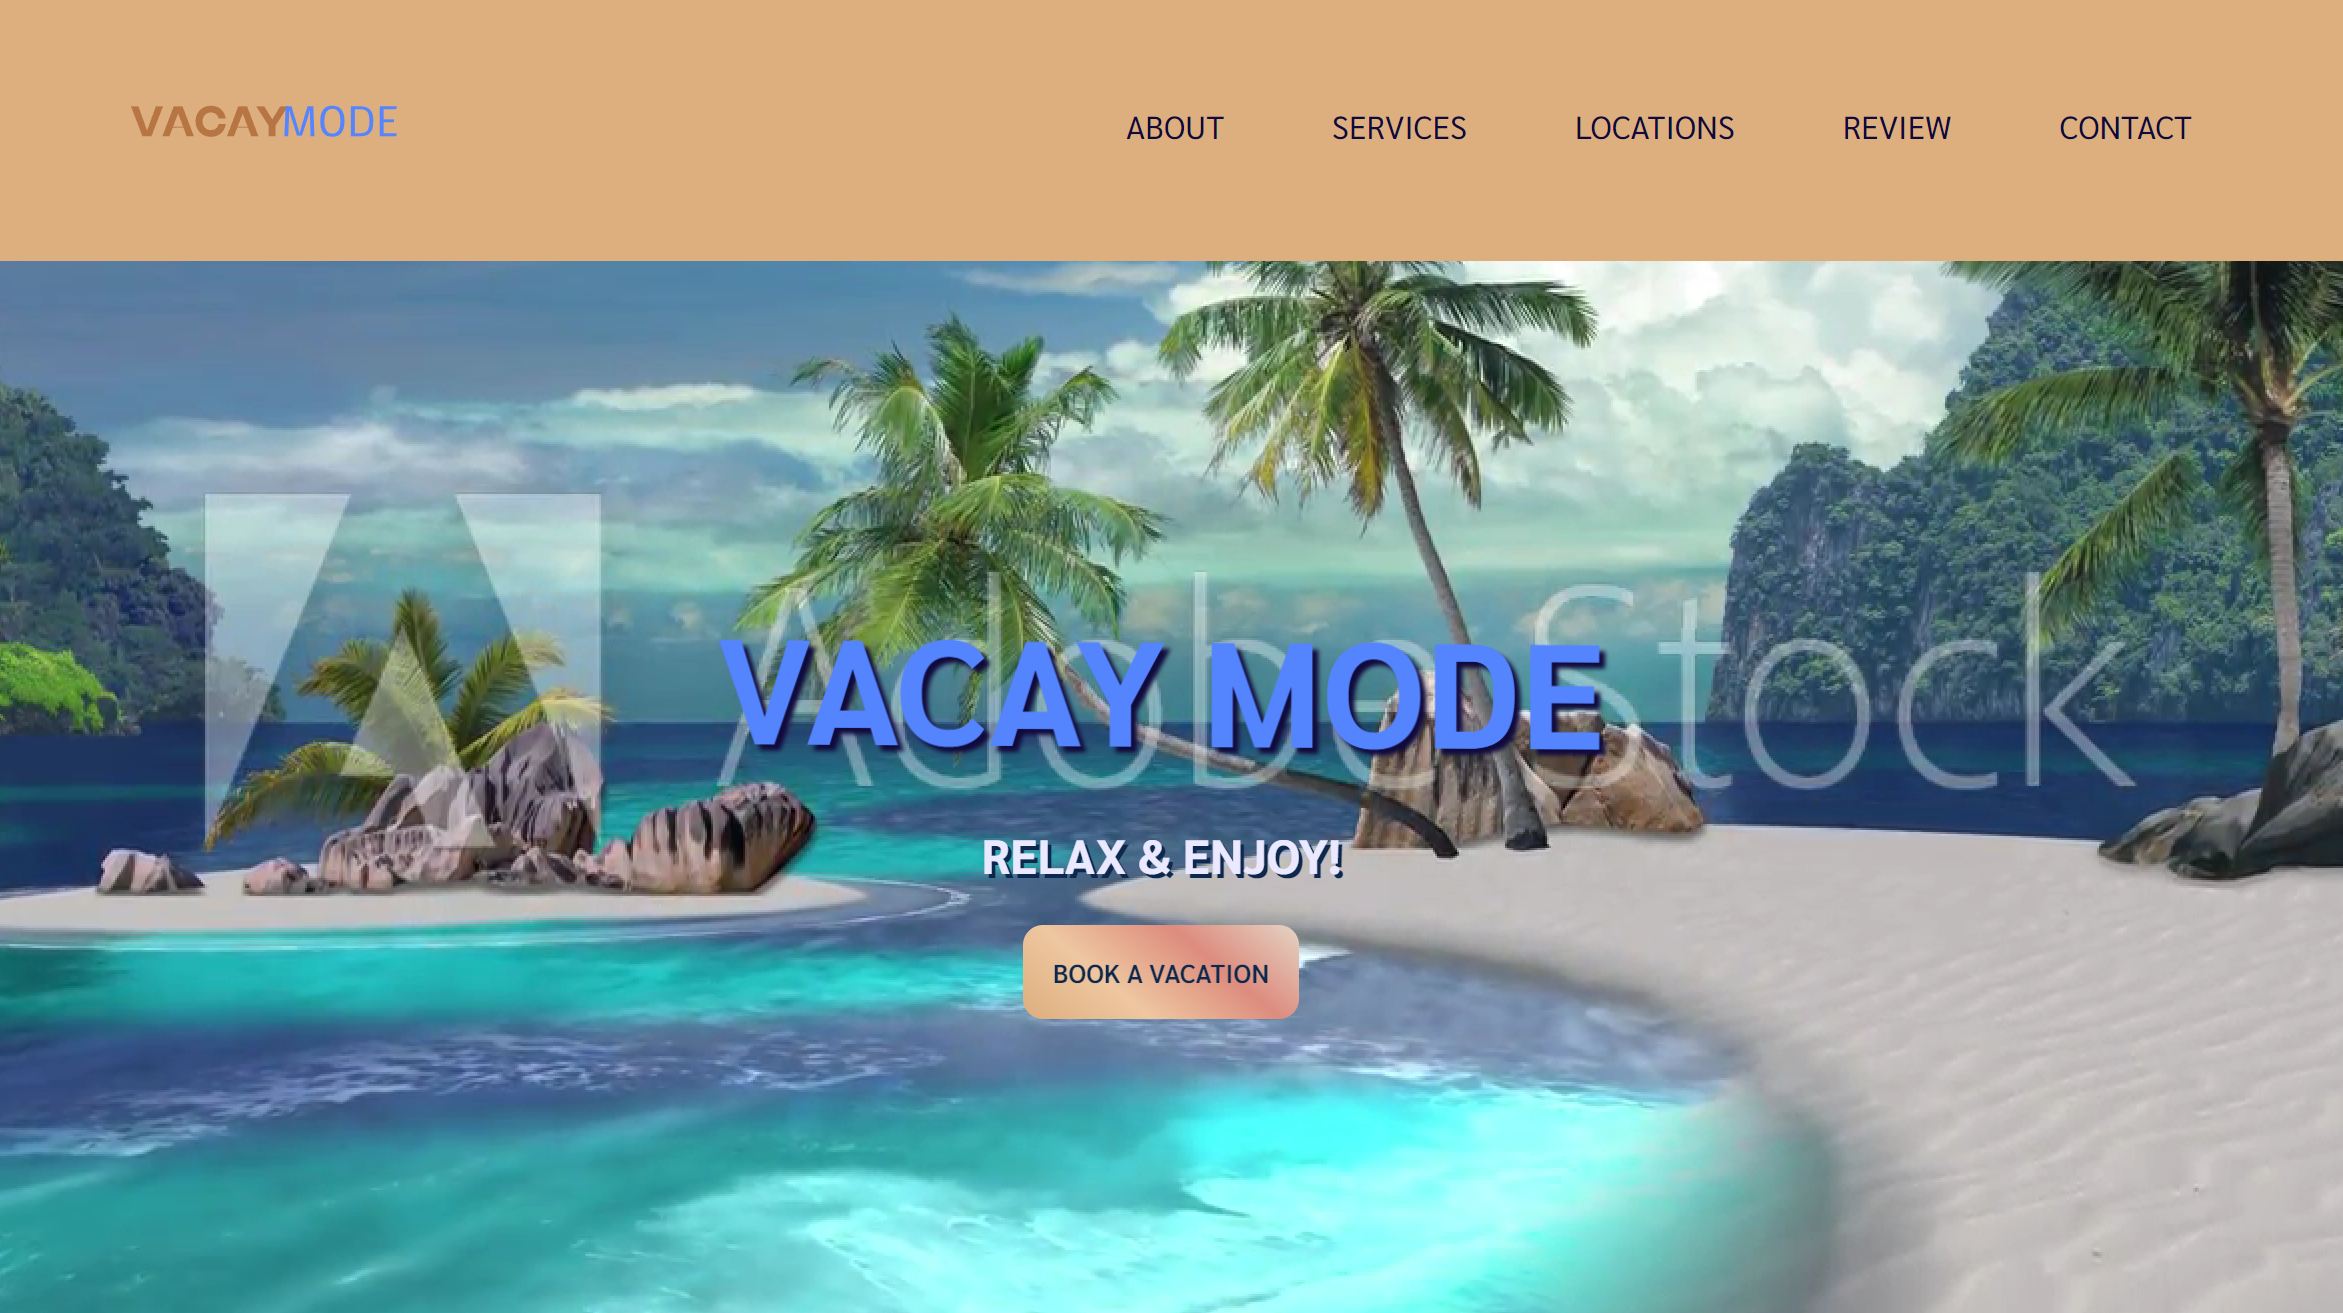 VACAYMODE
ABOUT SERVICES LOCATIONS REVIEW CONTACT
Adobe Stock
VACAY MODE
RELAX & ENJOY!
BOOK A VACATION